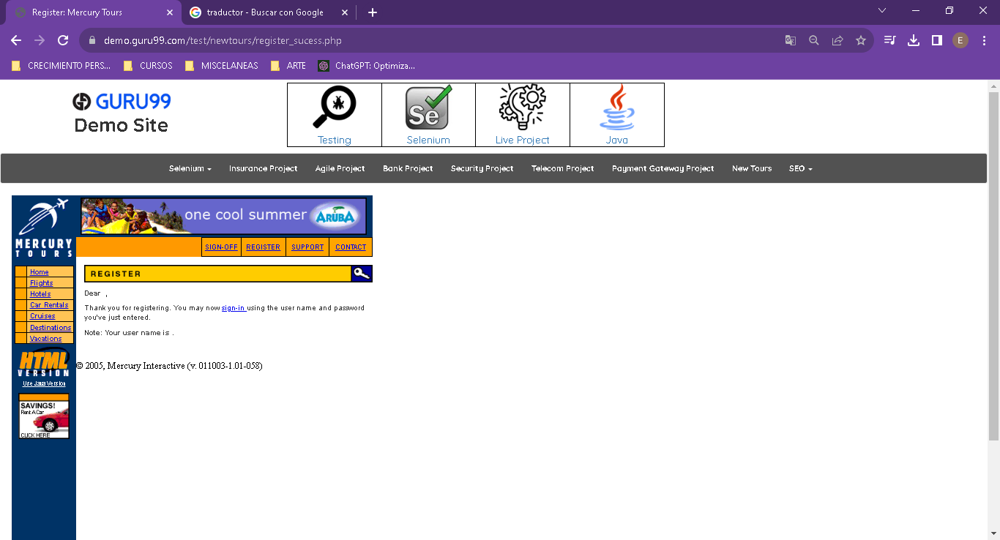 Register: Mercury Tours
traductor - Buscar con Google
demo.guru99.com/test/newtours/register_sucess.php
E
CRECIMIENTO PERS...
CURSOS
MISCELANEAS
ARTE
ChatGPT: Optimiza...
GURU99
Demo Site
Se
Testing
Selenium
Live Project
Java
Selenium
Insurance Project
Agile Project
Bank Project
Security Project
Telecom Project
Payment Gateway Project
New Tours
SEO
MERCURY
TOURS
one cool summer
ARUBA
SIGN-OFF
REGISTER
SUPPORT
CONTACT
Home
Flights
Hotels
Car Rentals
Cruises
Destinations
Vacations
HTML
VERSION
Use Java Version
SAVINGS!
Rent A Car
CLICK HERE
REGISTER
Dear ,
Thank you for registering. You may now sign-in using the user name and password
you've just entered.
Note: Your user name is .
© 2005, Mercury Interactive (v. 011003-1.01-058)